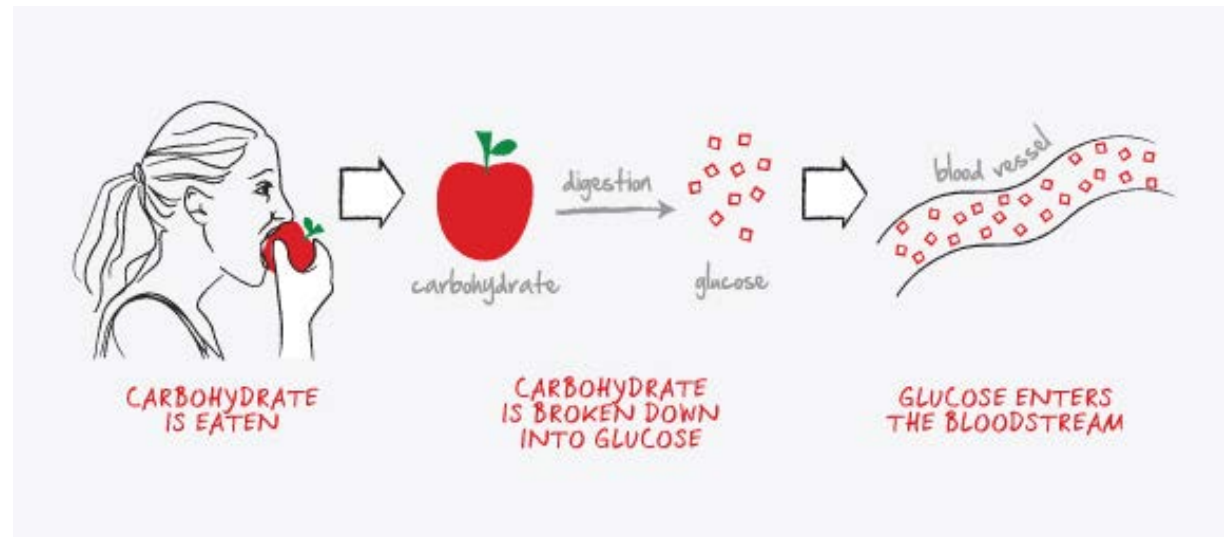 digestion
blood vessel
carbohydrate
glucose
CARBOHYDRATE
IS EATEN
CARBOHYDRATE
IS BROKEN DOWN
INTO GLUCOSE
GLUCOSE ENTERS
THE BLOODSTREAM